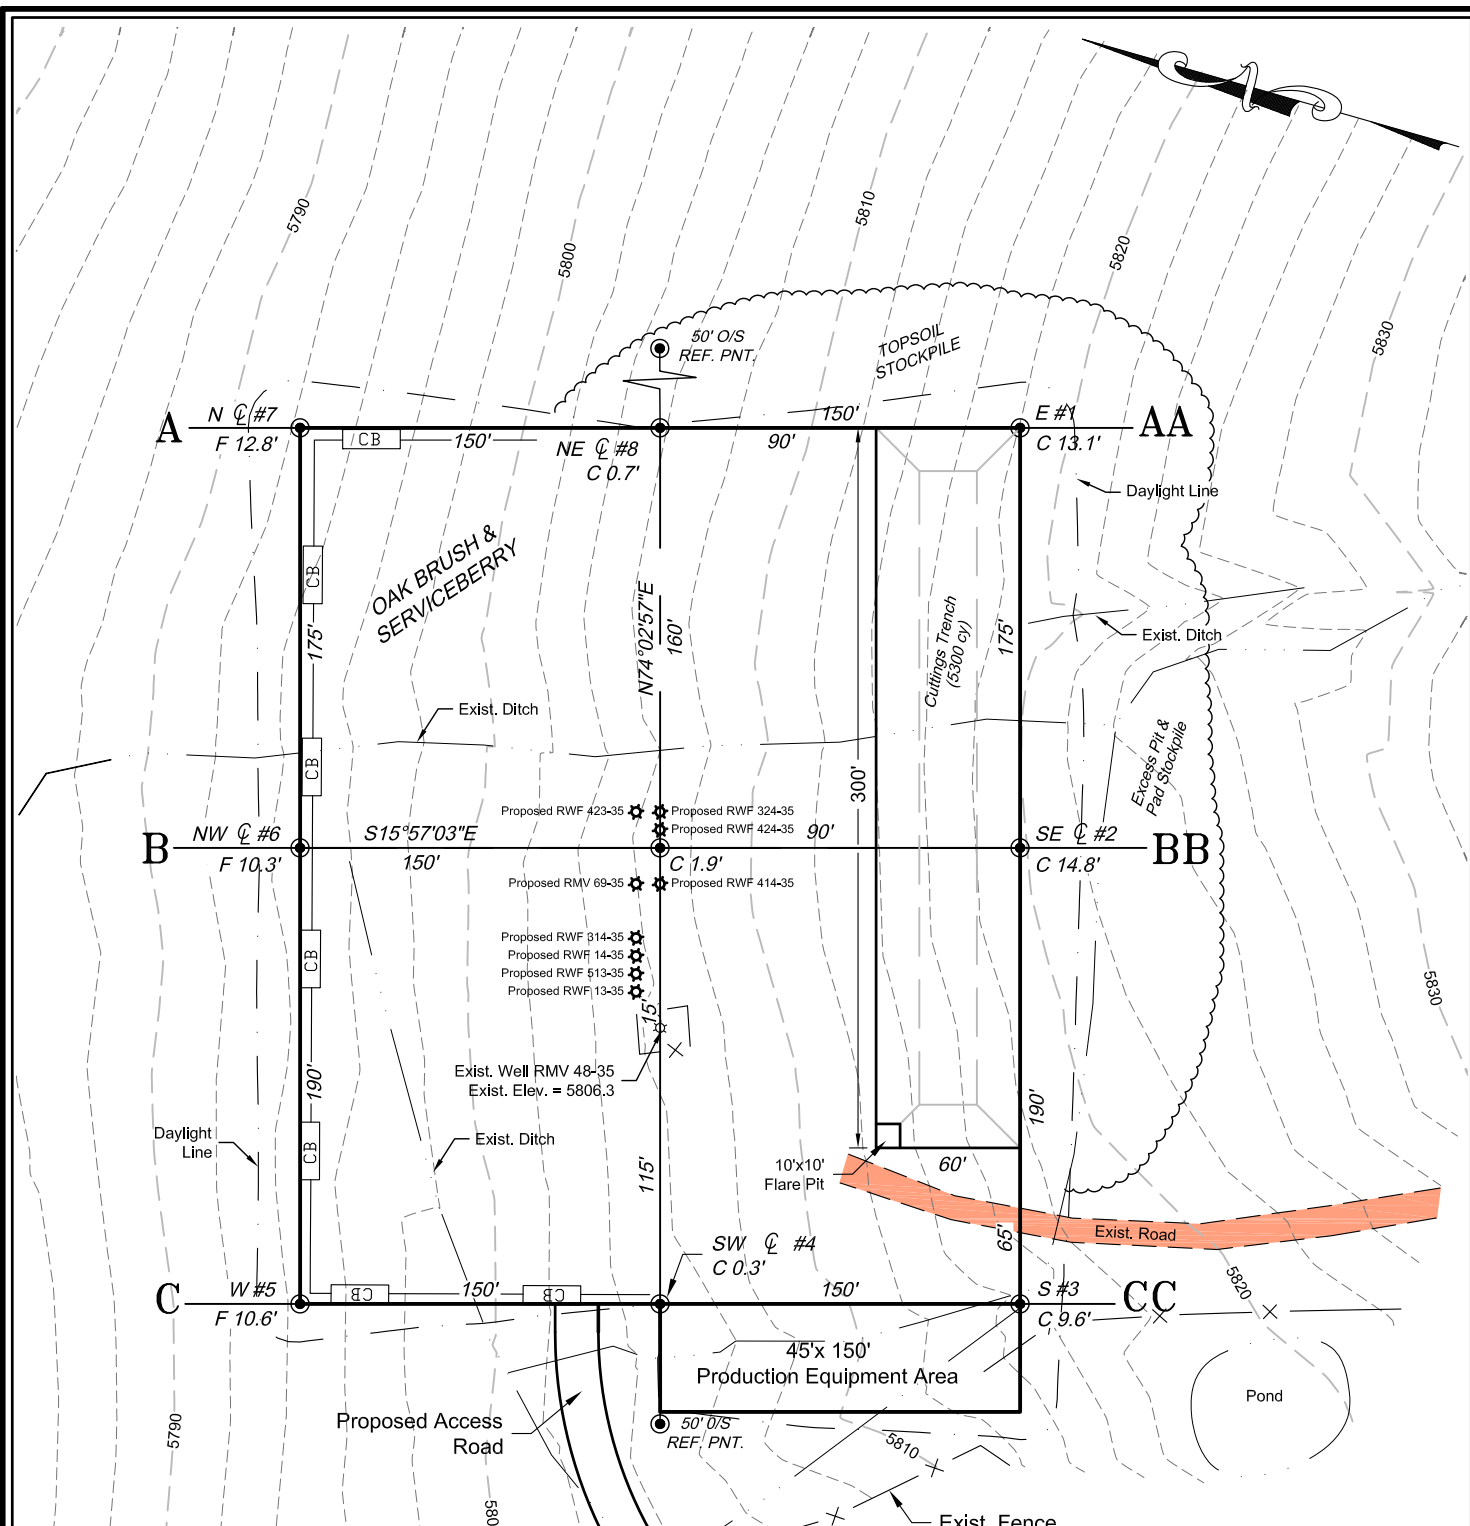 N
5790
5800
5810
5820
5830
50' O/S
REF. PNT.
TOPSOIL
STOCKPILE
A
N ℄ #7
F 12.8'
CB
150'
NE ℄ #8
C 0.7'
150'
90'
E #1
C 13.1'
AA
Daylight Line
OAK BRUSH &
SERVICEBERRY
CB
175'
N74°02'57"E
160'
Cuttings Trench
(5300 cy)
175'
Exist. Ditch
Exist. Ditch
CB
300'
Excess Pit &
Pad Stockpile
Proposed RWF 423-35
Proposed RWF 324-35
Proposed RWF 424-35
B
NW ℄ #6
F 10.3'
S15°57'03"E
150'
C 1.9'
90'
SE ℄ #2
C 14.8'
BB
Proposed RMV 69-35
Proposed RWF 414-35
Proposed RWF 314-35
Proposed RWF 14-35
Proposed RWF 513-35
Proposed RWF 13-35
CB
15'
5830
Exist. Well RMV 48-35
Exist. Elev. = 5806.3
190'
190'
Daylight
Line
CB
Exist. Ditch
115'
10'x10'
Flare Pit
60'
65'
Exist. Road
SW ℄ #4
C 0.3'
C
W #5
F 10.6'
CB
150'
CB
150'
S #3
C 9.6'
CC
5820
45'x 150'
Production Equipment Area
Pond
5790
Proposed Access
Road
50' 0/S
REF. PNT.
5810
580
Exist. Fence